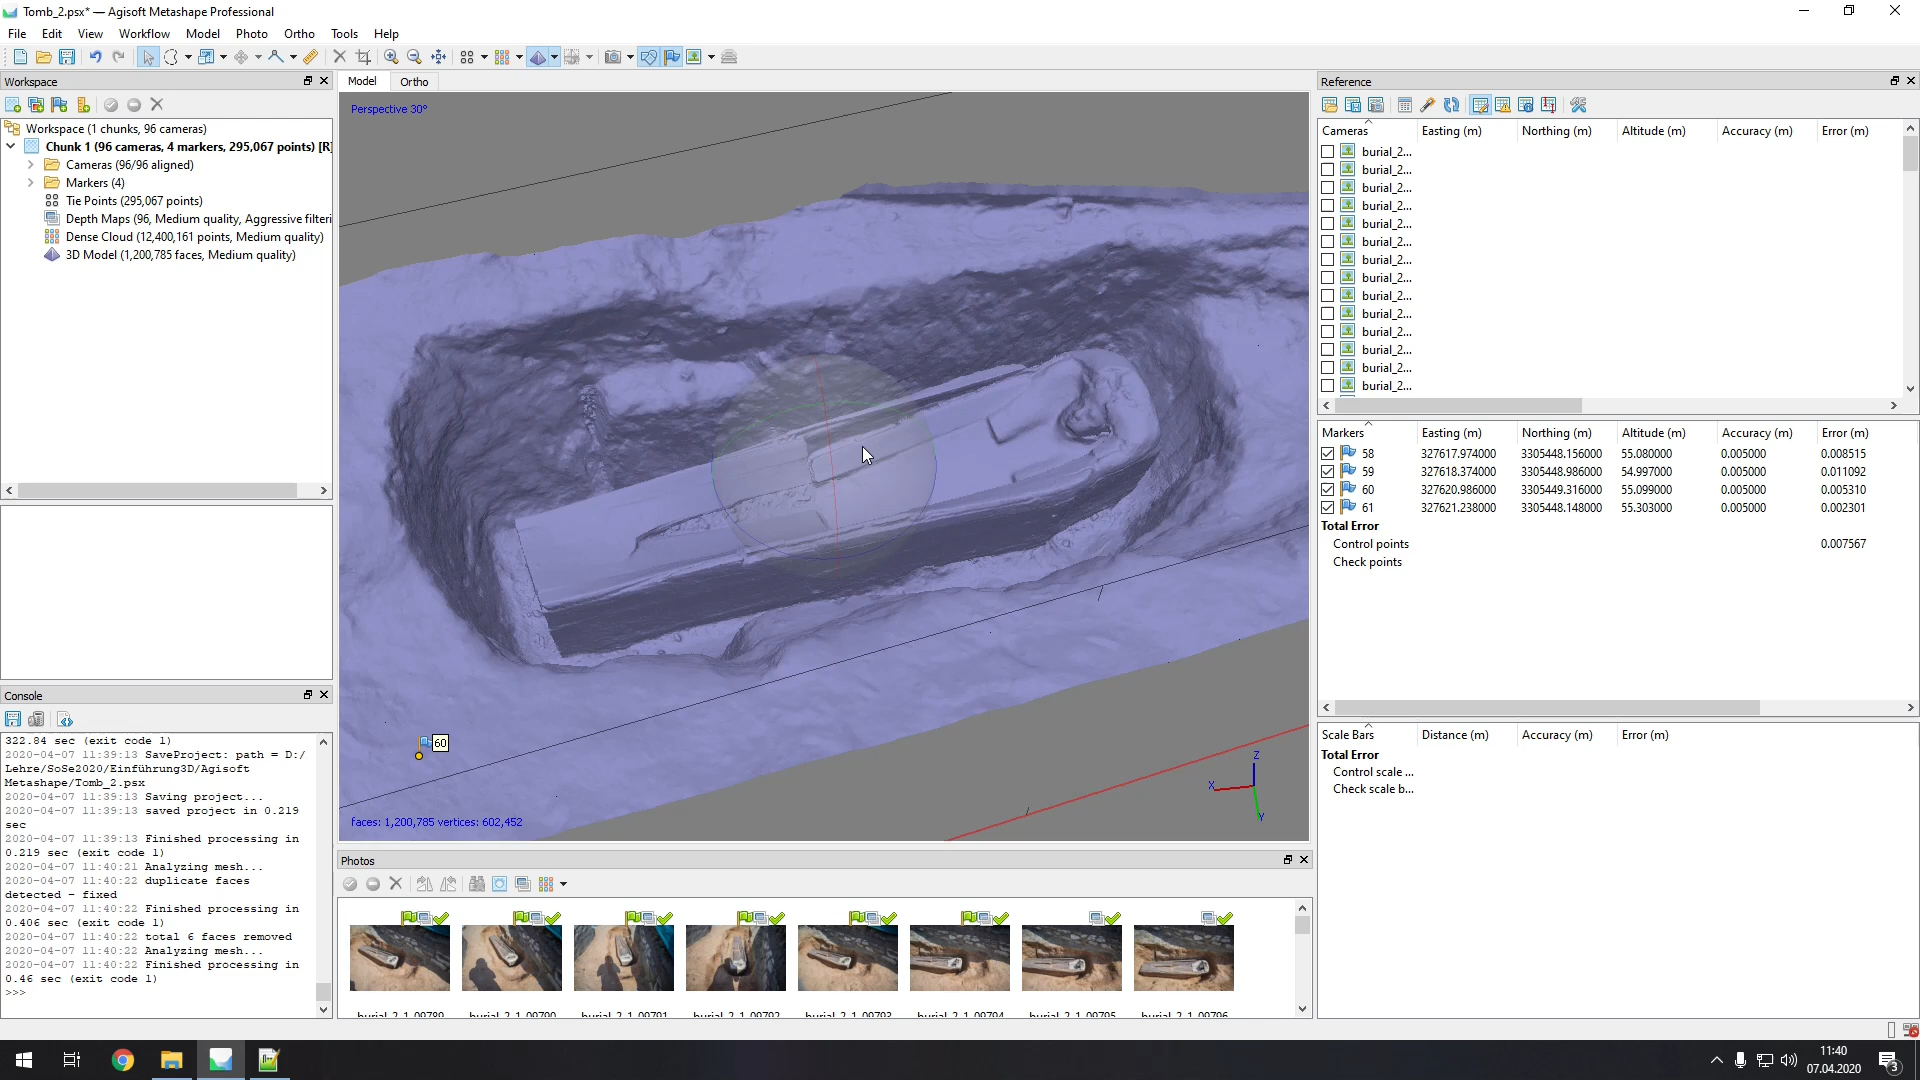 Tomb_2.psx* — Agisoft Metashape Professional
File Edit View Workflow Model Photo Ortho Tools Help
Workspace
Workspace (1 chunks, 96 cameras)
Chunk 1 (96 cameras, 4 markers, 295,067 points) [R
Cameras (96/96 aligned)
Markers (4)
Tie Points (295,067 points)
Depth Maps (96, Medium quality, Aggressive filteri
Dense Cloud (12,400,161 points, Medium quality)
3D Model (1,200,785 faces, Medium quality)
Console
322.84 sec (exit code 1)
2020-04-07 11:39:13 SaveProject: path = D:/
Lehre/SoSe2020/Einführung3D/Agisoft
Metashape/Tomb_2.psx
2020-04-07 11:39:13 Saving project...
2020-04-07 11:39:13 saved project in 0.219
sec
2020-04-07 11:39:13 Finished processing in
0.219 sec (exit code 1)
2020-04-07 11:40:21 Analyzing mesh...
2020-04-07 11:40:22 duplicate faces
detected - fixed
2020-04-07 11:40:22 Finished processing in
0.406 sec (exit code 1)
2020-04-07 11:40:22 total 6 faces removed
2020-04-07 11:40:22 Analyzing mesh...
2020-04-07 11:40:22 Finished processing in
0.46 sec (exit code 1)
>>>
Model Ortho
Perspective 30°
60
Z
X
Y
faces: 1,200,785 vertices: 602,452
Photos
burial_2_1_09789 burial_2_1_09790 burial_2_1_09791 burial_2_1_09792 burial_2_1_09793 burial_2_1_09794 burial_2_1_09795 burial_2_1_09796
Reference
Cameras Easting (m) Northing (m) Altitude (m) Accuracy (m) Error (m)
burial_2...
burial_2...
burial_2...
burial_2...
burial_2...
burial_2...
burial_2...
burial_2...
burial_2...
burial_2...
burial_2...
burial_2...
burial_2...
burial_2...
Markers Easting (m) Northing (m) Altitude (m) Accuracy (m) Error (m)
58 327617.974000 3305448.156000 55.080000 0.005000 0.008515
59 327618.374000 3305448.986000 54.997000 0.005000 0.011092
60 327620.986000 3305449.316000 55.099000 0.005000 0.005310
61 327621.238000 3305448.148000 55.303000 0.005000 0.002301
Total Error
Control points 0.007567
Check points
Scale Bars Distance (m) Accuracy (m) Error (m)
Total Error
Control scale ...
Check scale b...
11:40
07.04.2020
3